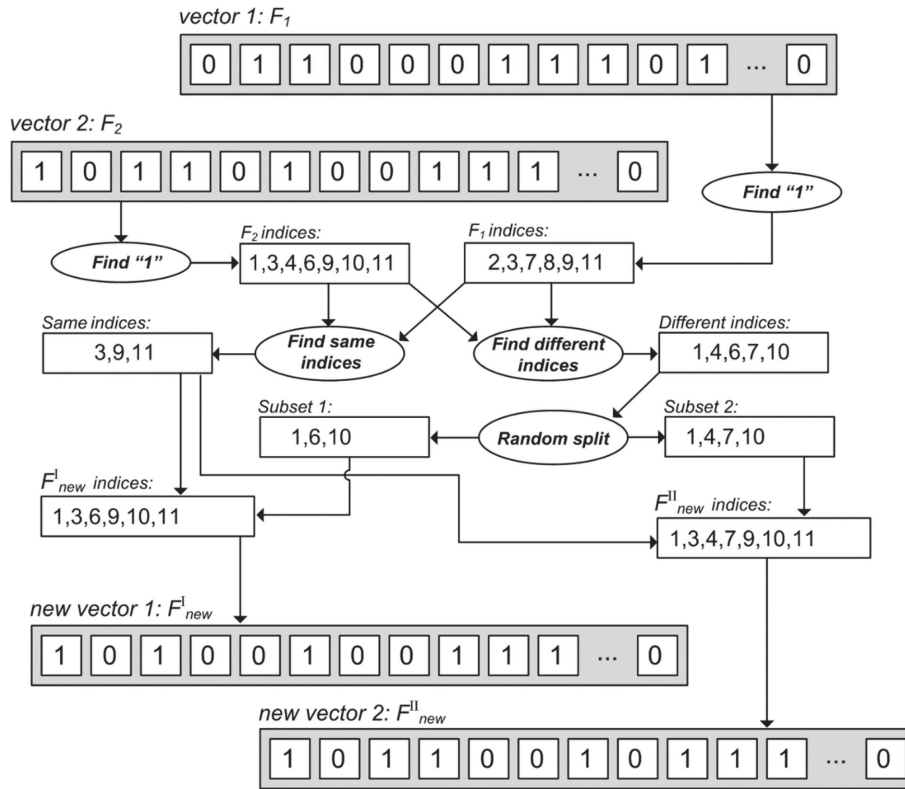 vector 1: F1
0 1 1 0 0 0 1 1 1 0 1 ... 0
vector 2: F2
1 0 1 1 0 1 0 0 1 1 1 ... 0
Find “1”
F2 indices:
F1 indices:
Find “1”
1,3,4,6,9,10,11
2,3,7,8,9,11
Same indices:
Find same
indices
Find different
indices
Different indices:
3,9,11
1,4,6,7,10
Subset 1:
Subset 2:
1,6,10
Random split
1,4,7,10
FInew indices:
1,3,6,9,10,11
FIInew indices:
1,3,4,7,9,10,11
new vector 1: FInew
1 0 1 0 0 1 0 0 1 1 1 ... 0
new vector 2: FIInew
1 0 1 1 0 0 1 0 1 1 1 ... 0